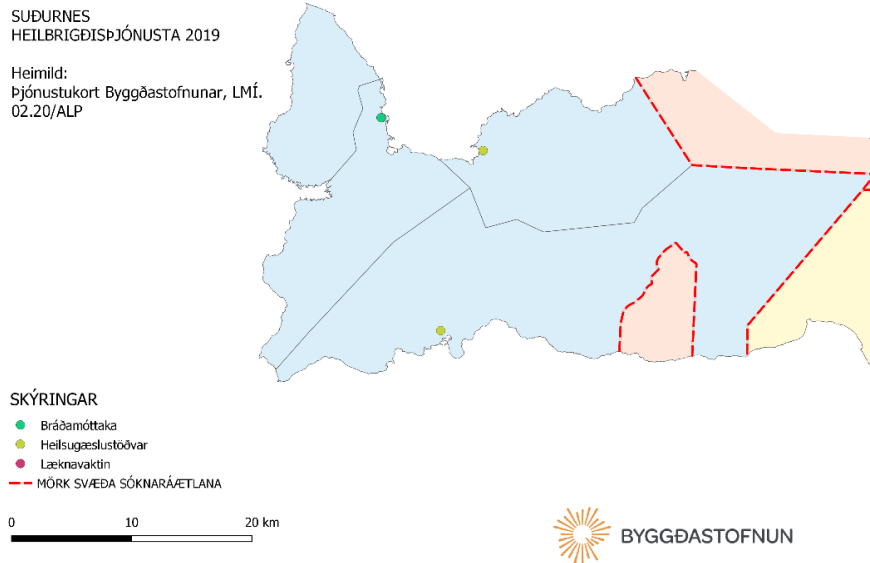 SUÐURNES
HEILBRIGÐISÞJÓNUSTA 2019
Heimild:
Þjónustukort Byggðastofnunar, LMÍ.
02.20/ALP
SKÝRINGAR
Bráðamóttaka
Heilsugæslustöðvar
Læknavaktin
MÖRK SVÆÐA SÓKNARÁÆTLANA
0 10 20 km
BYGGÐASTOFNUN